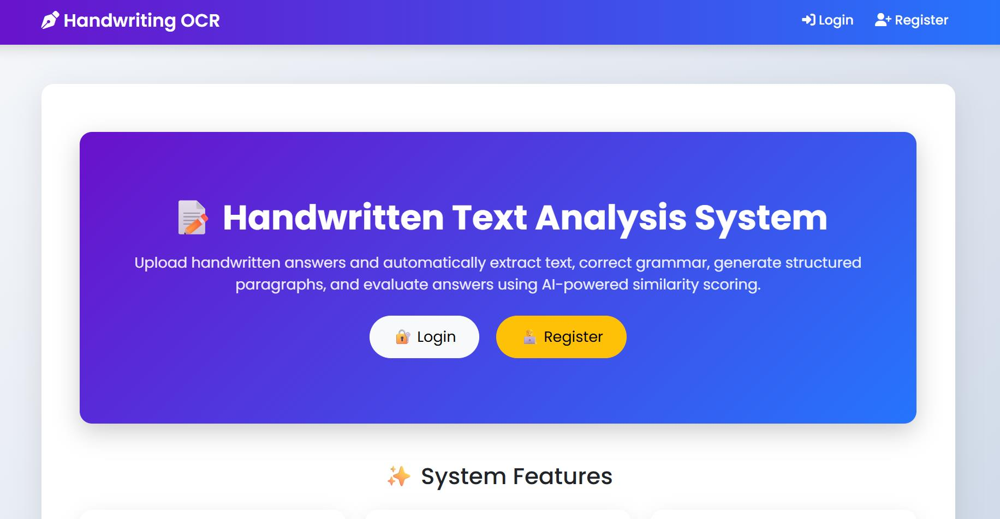 Handwriting OCR
Login
Register
Handwritten Text Analysis System
Upload handwritten answers and automatically extract text, correct grammar, generate structured
paragraphs, and evaluate answers using AI-powered similarity scoring.
Login
Register
System Features